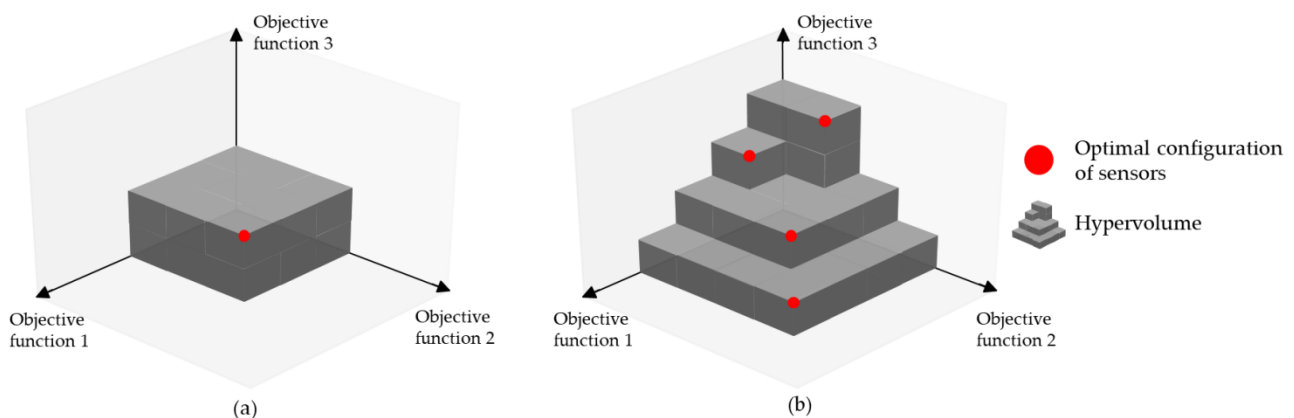 Objective
function 3
Objective
function 1
Objective
function 2
(a)
Objective
function 3
Objective
function 1
Objective
function 2
(b)
Optimal configuration
of sensors
Hypervolume